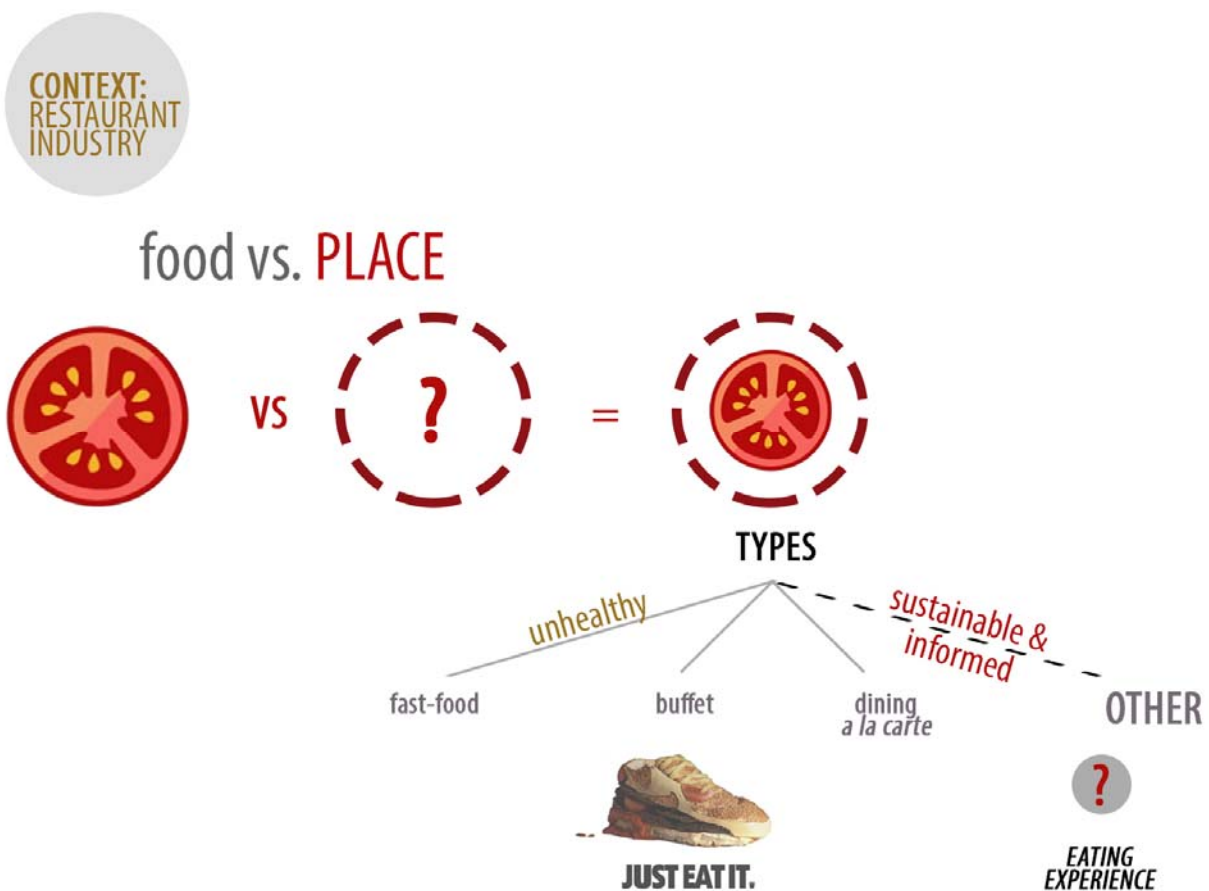 CONTEXT:
RESTAURANT
INDUSTRY
food vs. PLACE
VS
?
=
TYPES
unhealthy
sustainable &
informed
fast-food
buffet
dining
a la carte
OTHER
?
JUST EAT IT.
EATING
EXPERIENCE